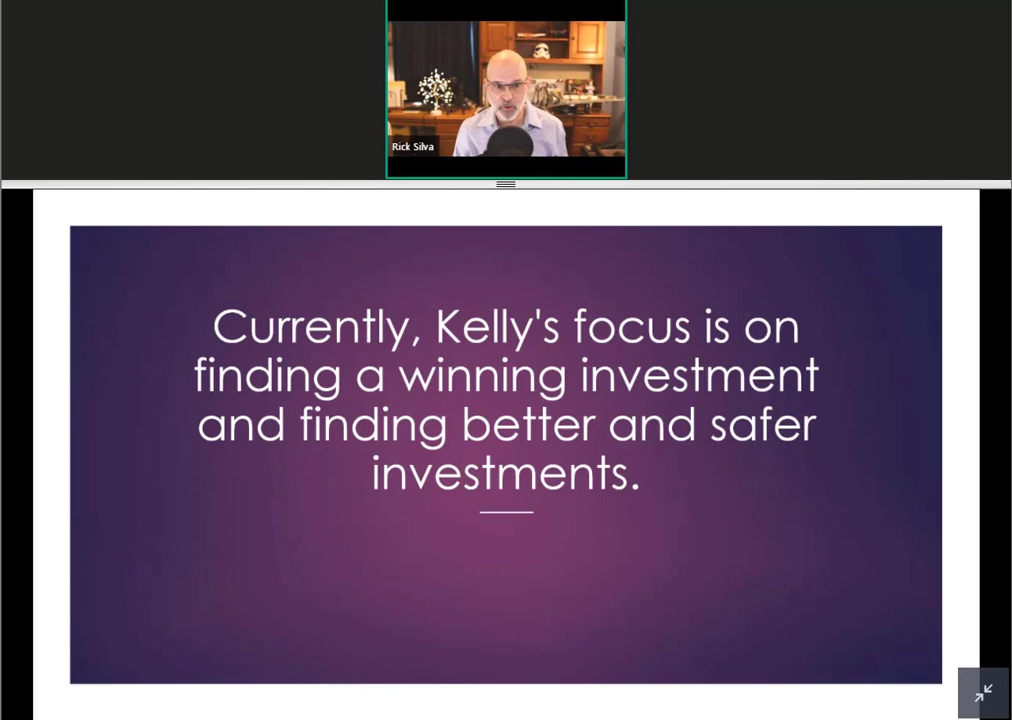 Rick Silva
Currently, Kelly's focus is on
finding a winning investment
and finding better and safer
investments.